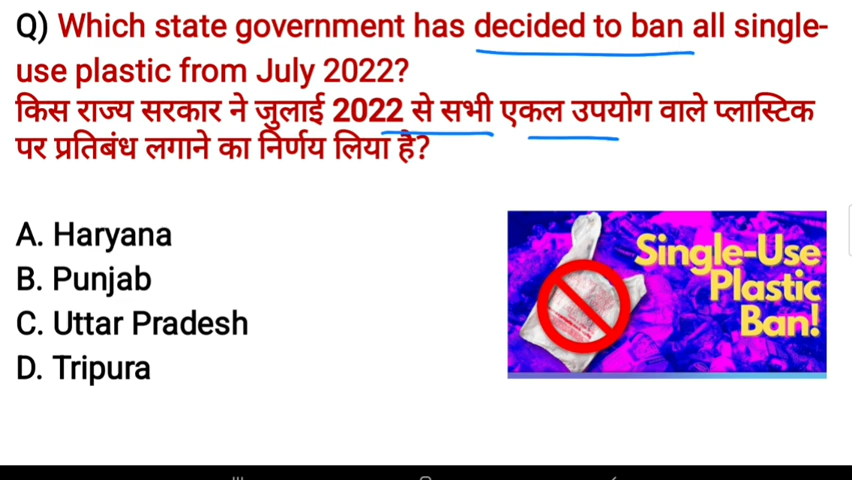 Q) Which state government has decided to ban all single-
use plastic from July 2022?
किस राज्य सरकार ने जुलाई 2022 से सभी एकल उपयोग वाले प्लास्टिक
पर प्रतिबंध लगाने का निर्णय लिया है?
A. Haryana
B. Punjab
C. Uttar Pradesh
D. Tripura
Single-Use
Plastic
Ban!